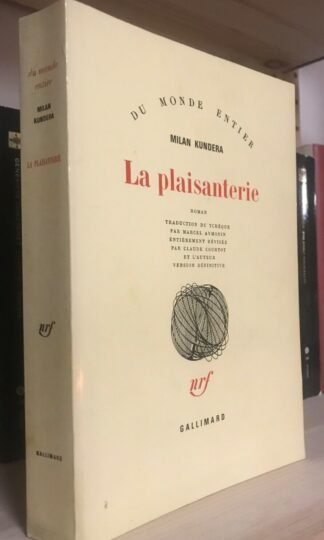 du monde
entier
MILAN
KUNDERA
LA PLAISANTERIE
nrf
GALLIMARD
DU MONDE ENTIER
MILAN KUNDERA
La plaisanterie
ROMAN
TRADUCTION DU TCHÈQUE
PAR MARCEL AYMONIN
ENTIÈREMENT RÉVISÉE
PAR CLAUDE COURTOT
ET L'AUTEUR
VERSION DÉFINITIVE
nrf
GALLIMARD